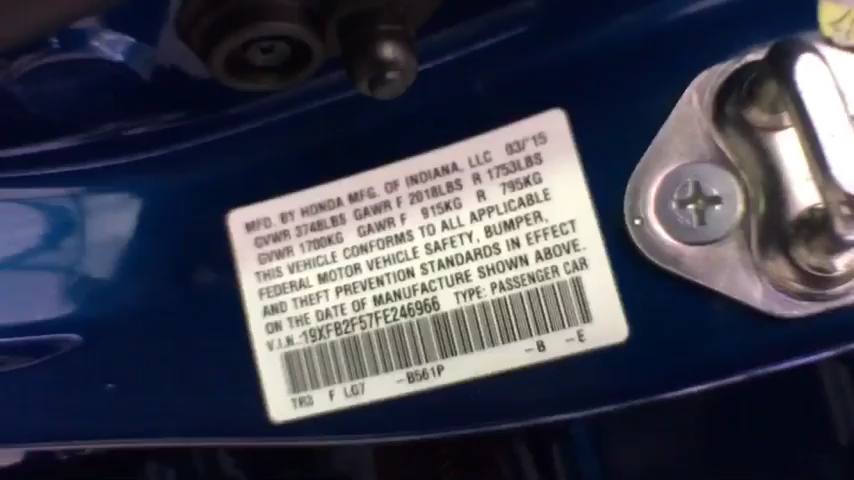 MFD. BY HONDA MFG. OF INDIANA, LLC 03/'15
GVWR 3748LBS GAWR F 2018LBS R 1753LBS
GVWR 1700KG GAWR F 915KG R 795KG
THIS VEHICLE CONFORMS TO ALL APPLICABLE
FEDERAL MOTOR VEHICLE SAFETY, BUMPER,
AND THEFT PREVENTION STANDARDS IN EFFECT
ON THE DATE OF MANUFACTURE SHOWN ABOVE.
V.I.N.:19XFB2F57FE246966 TYPE: PASSENGER CAR
TR3 F LG7 -B561P -B -E